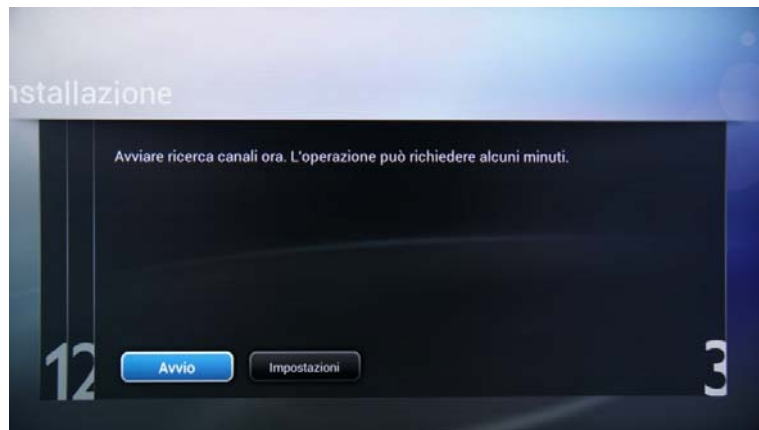 nstallazione
Avviare ricerca canali ora. L'operazione può richiedere alcuni minuti.
12
3
Avvio
Impostazioni